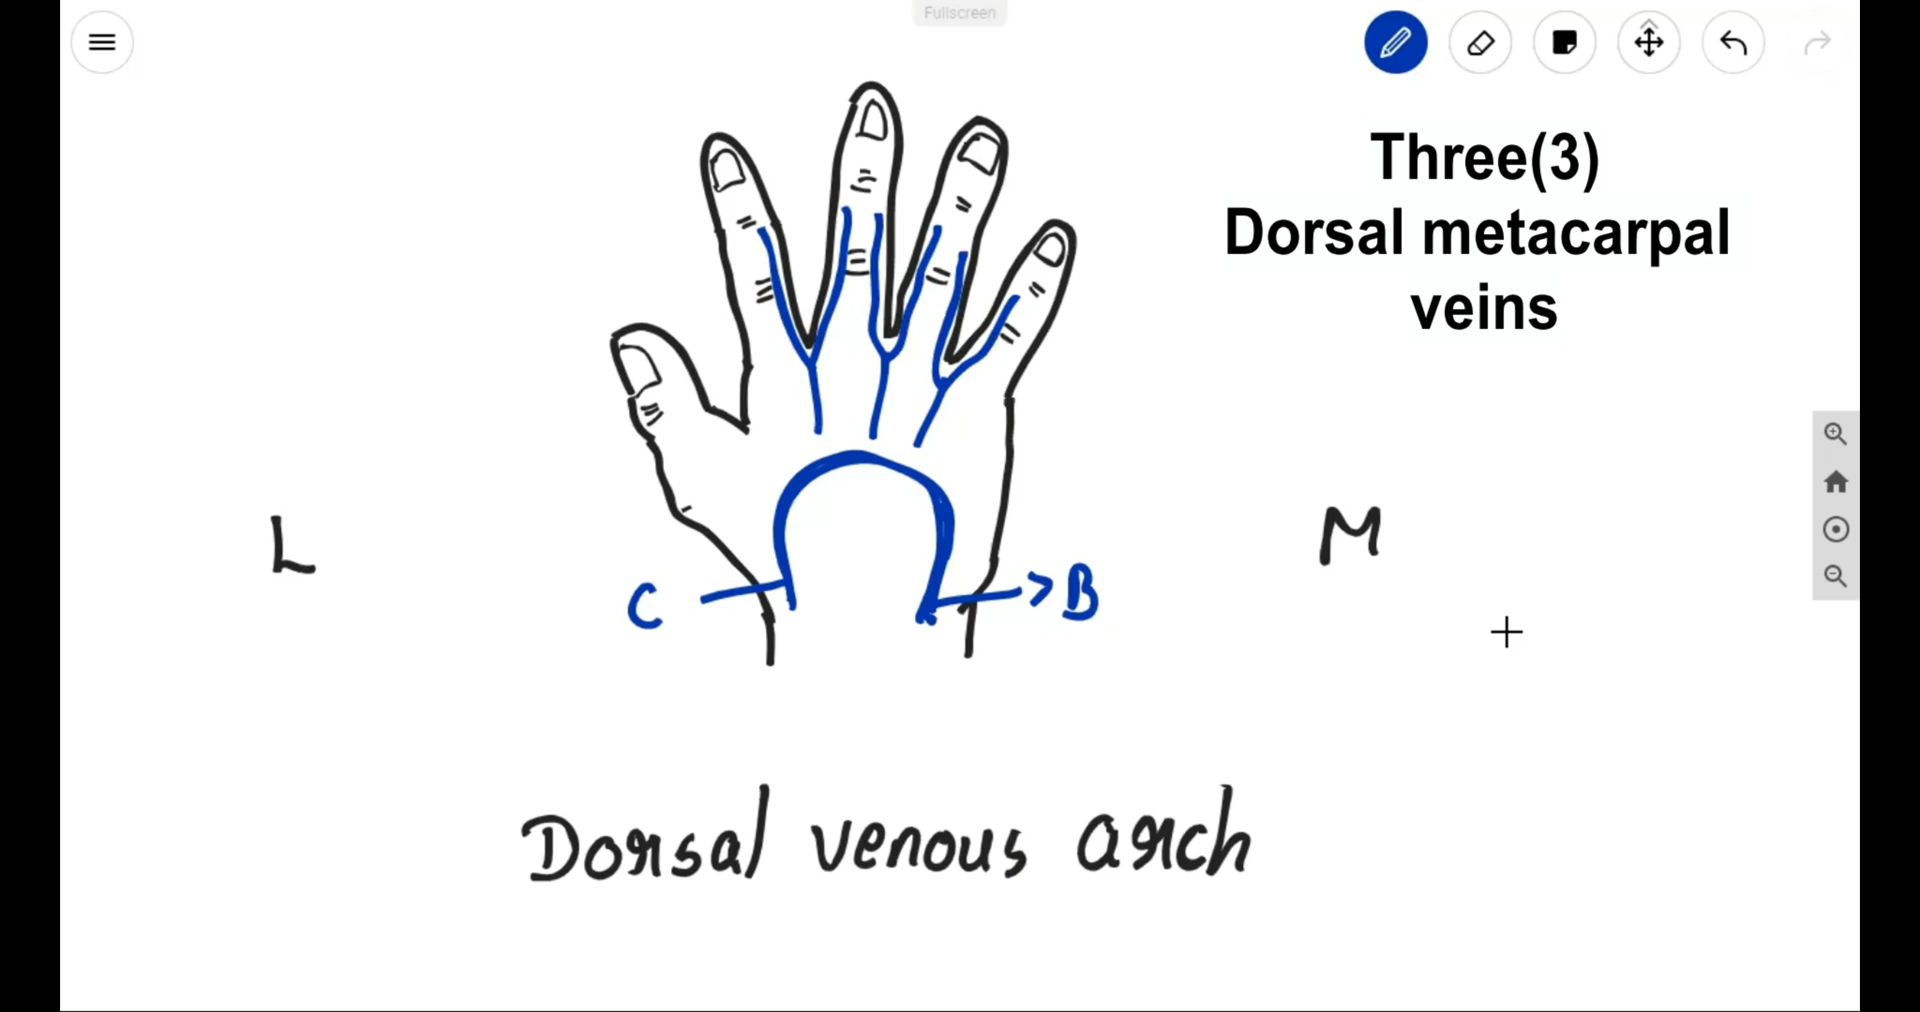 Fullscreen
Three(3)
Dorsal metacarpal
veins
L
M
C
>B
Dorsal venous arch